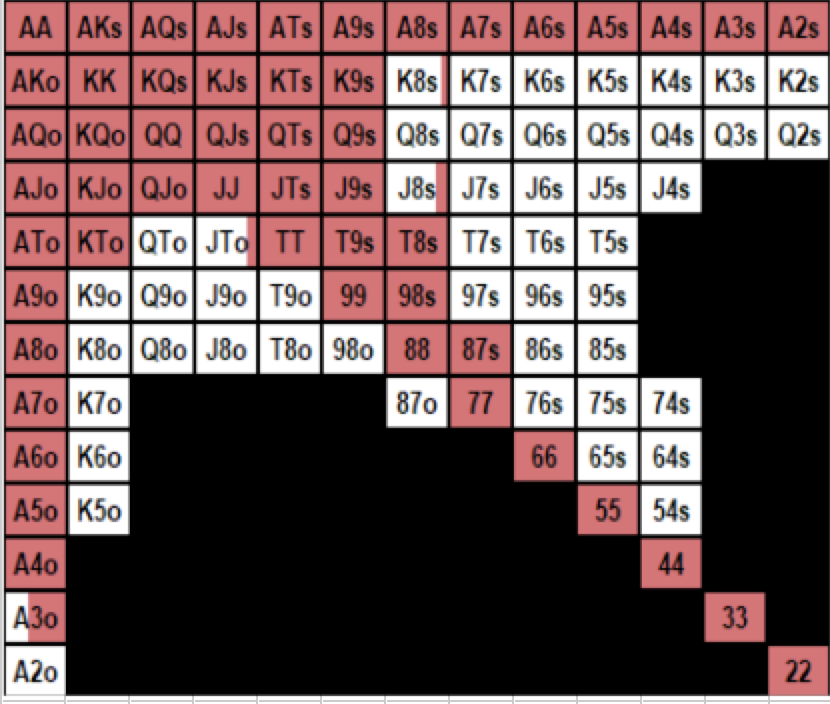 AA AKs AQs AJs ATs A9s A8s A7s A6s A5s A4s A3s A2s
AKo KK KQs KJs KTs K9s K8s K7s K6s K5s K4s K3s K2s
AQo KQo QQ QJs QTs Q9s Q8s Q7s Q6s Q5s Q4s Q3s Q2s
AJo KJo QJo JJ JTs J9s J8s J7s J6s J5s J4s
ATo KTo QTo JTo TT T9s T8s T7s T6s T5s
A9o K9o Q9o J9o T9o 99 98s 97s 96s 95s
A8o K8o Q8o J8o T8o 98o 88 87s 86s 85s
A7o K7o 87o 77 76s 75s 74s
A6o K6o 66 65s 64s
A5o K5o 55 54s
A4o 44
A3o 33
A2o 22